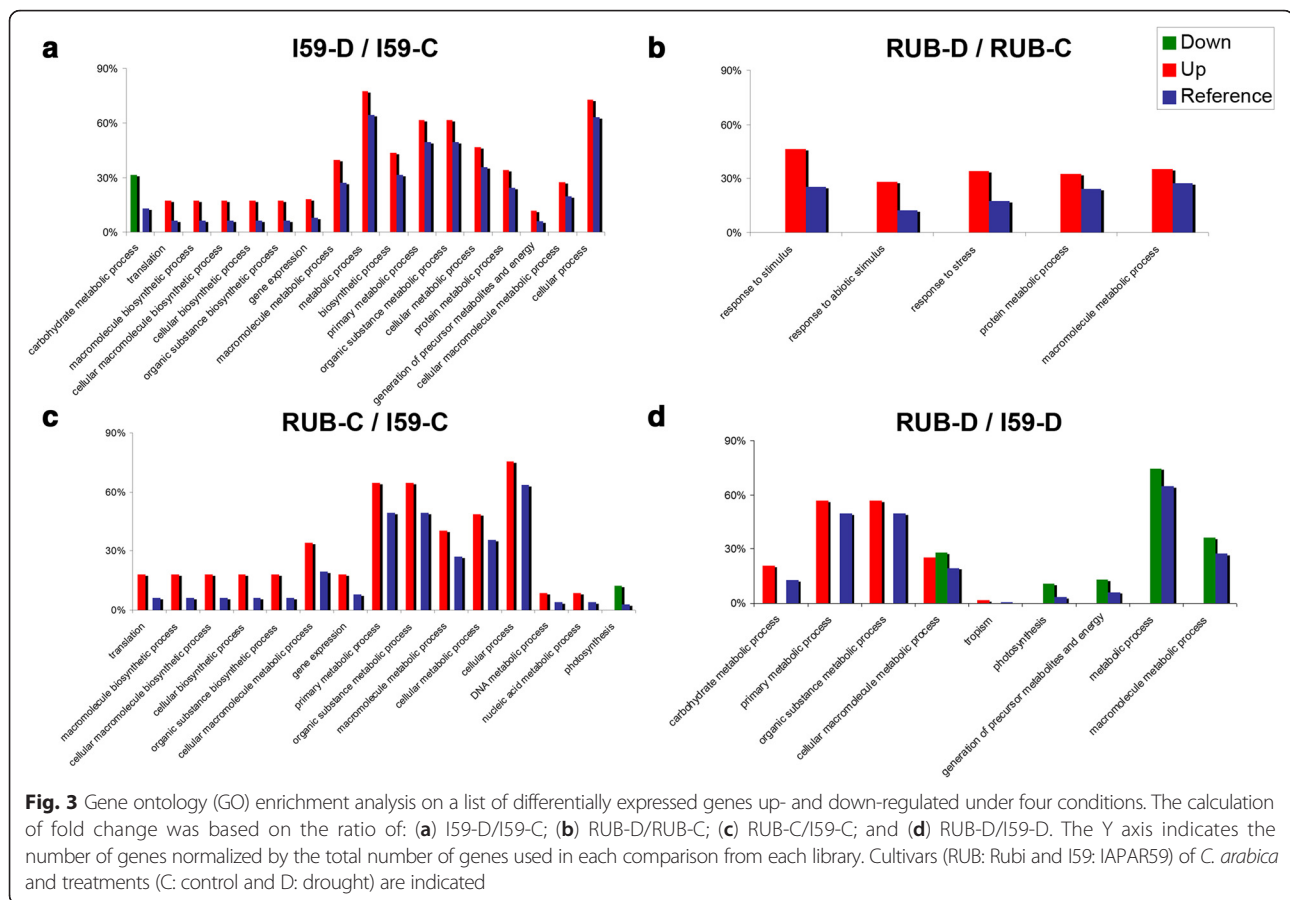 a
I59-D / I59-C
90%
60%
30%
0%
carbohydrate metabolic process
translation
macromolecule biosynthetic process
cellular macromolecule biosynthetic process
cellular biosynthetic process
organic substance biosynthetic process
gene expression
macromolecule metabolic process
metabolic process
biosynthetic process
primary metabolic process
organic substance metabolic process
cellular metabolic process
protein metabolic process
generation of precursor metabolites and energy
cellular macromolecule metabolic process
cellular process
b
RUB-D / RUB-C
Down
Up
Reference
90%
60%
30%
0%
response to stimulus
response to abiotic stimulus
response to stress
protein metabolic process
macromolecule metabolic process
c
RUB-C / I59-C
90%
60%
30%
0%
translation
macromolecule biosynthetic process
cellular macromolecule biosynthetic process
cellular biosynthetic process
organic substance biosynthetic process
cellular macromolecule metabolic process
gene expression
primary metabolic process
organic substance metabolic process
macromolecule metabolic process
cellular metabolic process
cellular process
DNA metabolic process
nucleic acid metabolic process
photosynthesis
d
RUB-D / I59-D
90%
60%
30%
0%
carbohydrate metabolic process
primary metabolic process
organic substance metabolic process
cellular macromolecule metabolic process
tropism
photosynthesis
generation of precursor metabolites and energy
metabolic process
macromolecule metabolic process
Fig. 3 Gene ontology (GO) enrichment analysis on a list of differentially expressed genes up- and down-regulated under four conditions. The calculation
of fold change was based on the ratio of: (a) I59-D/I59-C; (b) RUB-D/RUB-C; (c) RUB-C/I59-C; and (d) RUB-D/I59-D. The Y axis indicates the
number of genes normalized by the total number of genes used in each comparison from each library. Cultivars (RUB: Rubi and I59: IAPAR59) of C. arabica
and treatments (C: control and D: drought) are indicated